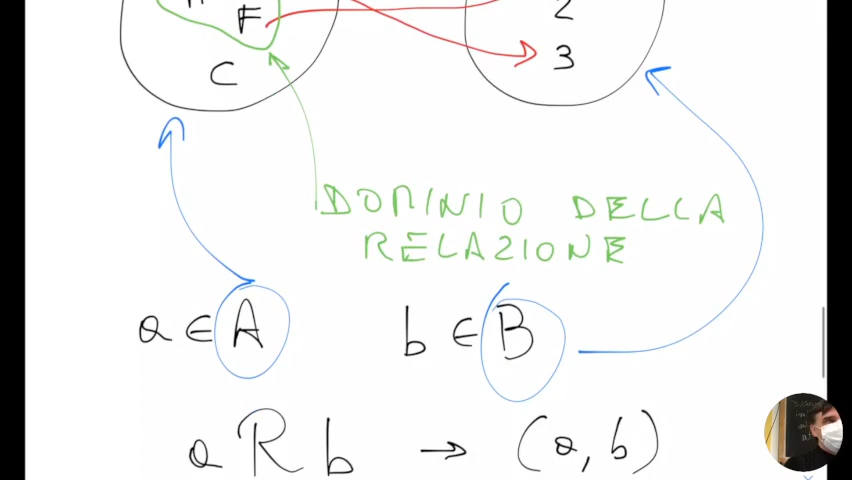 F 2
C 3
DOMINIO DELLA
RELAZIONE
a ∈ A b ∈ B
a R b → (a, b)